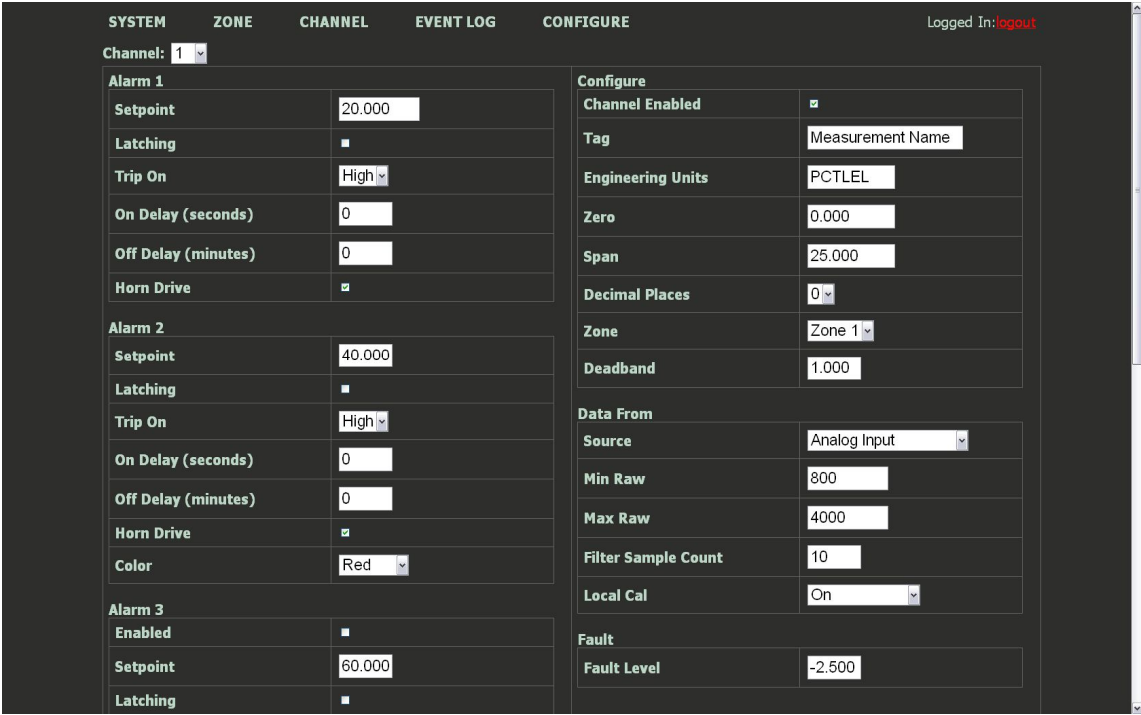 SYSTEM ZONE CHANNEL EVENT LOG CONFIGURE Logged In:logout
Channel: 1
Alarm 1
Setpoint 20.000
Latching
Trip On High
On Delay (seconds) 0
Off Delay (minutes) 0
Horn Drive
Alarm 2
Setpoint 40.000
Latching
Trip On High
On Delay (seconds) 0
Off Delay (minutes) 0
Horn Drive
Color Red
Alarm 3
Enabled
Setpoint 60.000
Latching
Configure
Channel Enabled
Tag Measurement Name
Engineering Units PCTLEL
Zero 0.000
Span 25.000
Decimal Places 0
Zone Zone 1
Deadband 1.000
Data From
Source Analog Input
Min Raw 800
Max Raw 4000
Filter Sample Count 10
Local Cal On
Fault
Fault Level -2.500